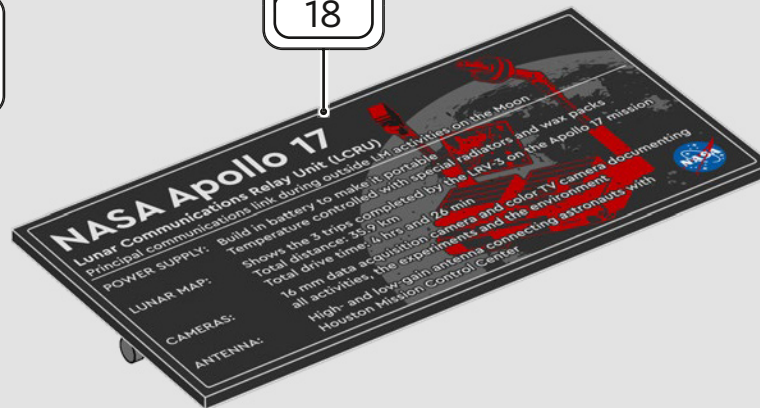 18
NASA Apollo 17
Lunar Communications Relay Unit (LCRU)
Principal communications link during outside LM activities on the Moon
POWER SUPPLY: Build in battery to make it portable
Temperature controlled with special radiators and wax packs
LUNAR MAP: Shows the 3 trips completed by the LRV-3 on the Apollo 17 mission
Total distance: 35,9 km
Total drive time: 4 hrs and 26 min
CAMERAS: 16 mm data acquisition camera and color TV camera documenting
all activities, the experiments and the environment
ANTENNA: High- and low-gain antenna connecting astronauts with
Houston Mission Control Center
NASA